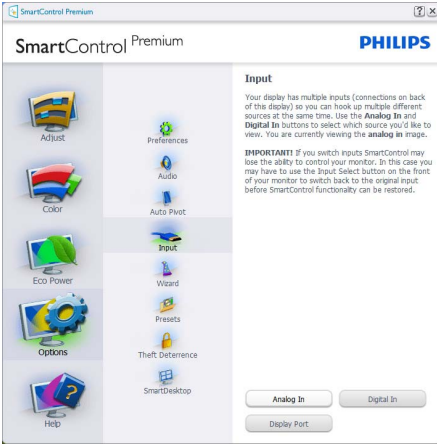 SmartControl Premium
SmartControl Premium
PHILIPS
Adjust
Color
Eco Power
Options
Help
Preferences
Audio
Auto Pivot
Input
Wizard
Presets
Theft Deterrence
SmartDesktop
Input
Your display has multiple inputs (connections on back
of this display) so you can hook up multiple different
sources at the same time. Use the Analog In and
Digital In buttons to select which source you'd like to
view. You are currently viewing the analog in image.
IMPORTANT! If you switch inputs SmartControl may
lose the ability to control your monitor. In this case you
may have to use the Input Select button on the front
of your monitor to switch back to the original input
before SmartControl functionality can be restored.
Analog In
Digital In
Display Port